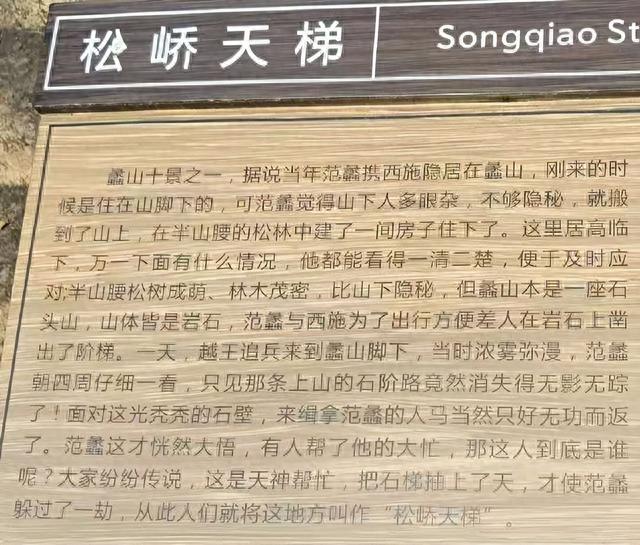 松峤天梯
Songqiao St
蠡山十景之一，据说当年范蠡携西施隐居在蠡山，刚来的时
候是住在山脚下的，可范蠡觉得山下人多眼杂，不够隐秘，就搬
到了山上，在半山腰的松林中建了一间房子住下了。这里居高临
下，万一下面有什么情况，他都能看得一清二楚，便于及时应
对;半山腰松树成荫、林木茂密，比山下隐秘，但蠡山本是一座石
头山，山体皆是岩石，范蠡与西施为了出行方便差人在岩石上凿
出了阶梯。一天，越王追兵来到蠡山脚下，当时浓雾弥漫，范蠡
朝四周仔细一看，只见那条上山的石阶路竟然消失得无影无踪
了！面对这光秃秃的石壁，来缉拿范蠡的人马当然只好无功而返
了。范蠡这才恍然大悟，有人帮了他的大忙，那这人到底是谁
呢？大家纷纷传说，这是天神帮忙，把石梯抽上了天，才使范蠡
躲过了一劫，从此人们就将这地方叫作“松峤天梯”。